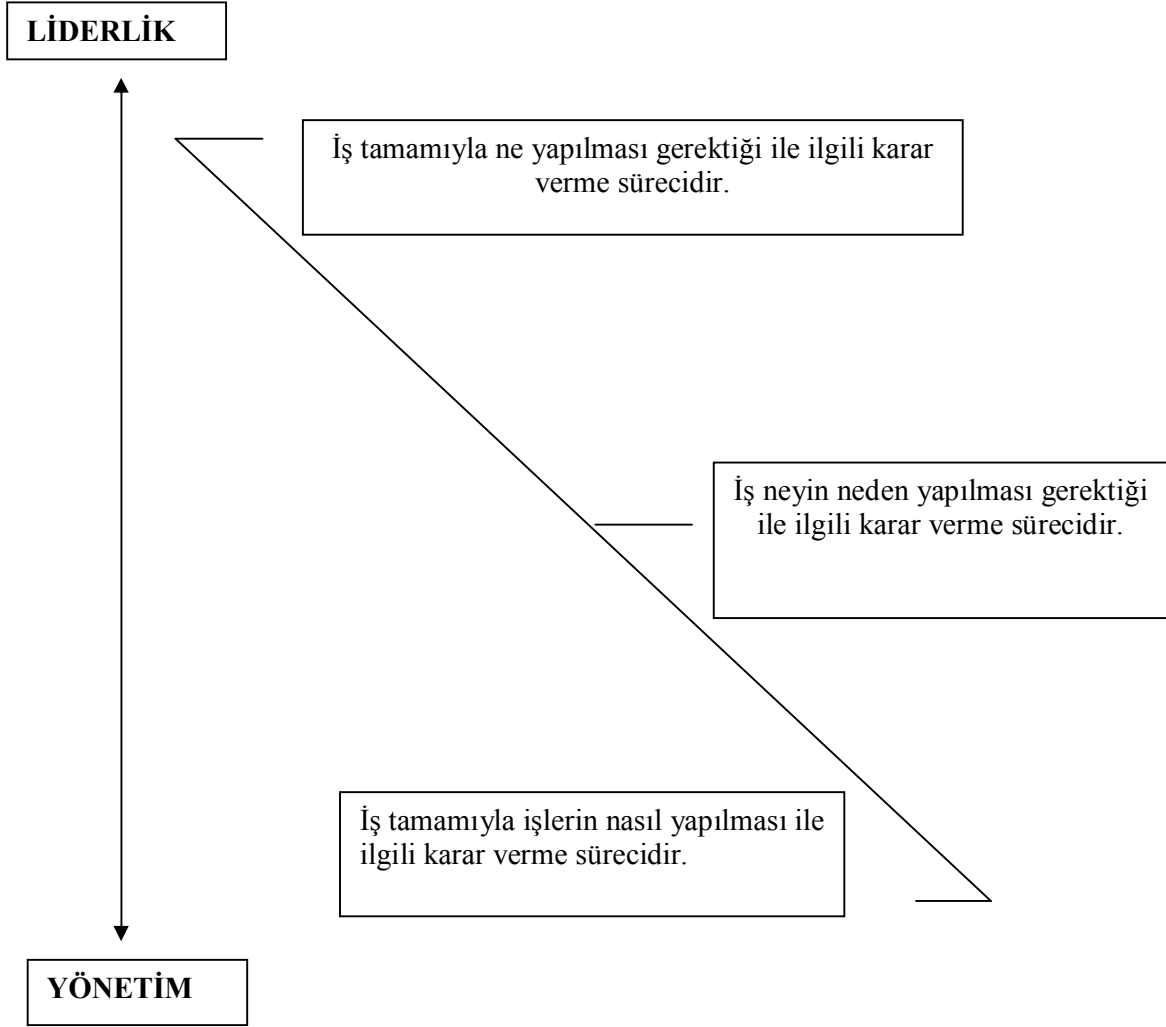 LİDERLİK
İş tamamıyla ne yapılması gerektiği ile ilgili karar
verme sürecidir.
İş neyin neden yapılması gerektiği
ile ilgili karar verme sürecidir.
İş tamamıyla işlerin nasıl yapılması ile
ilgili karar verme sürecidir.
YÖNETİM